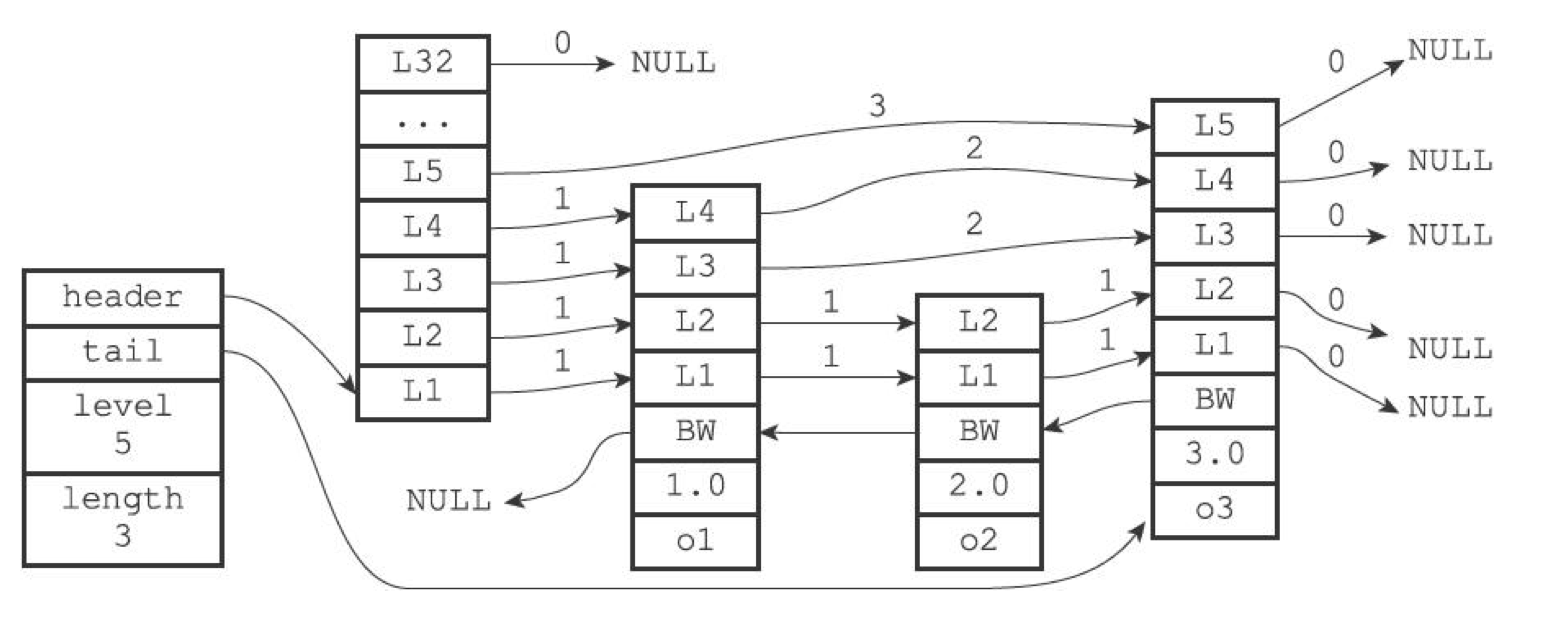 header
tail
level
5
length
3
L32
...
L5
L4
L3
L2
L1
0
NULL
3
1
1
1
1
L4
L3
L2
L1
BW
1.0
o1
NULL
2
2
1
1
L2
L1
BW
2.0
o2
1
1
L5
L4
L3
L2
L1
BW
3.0
o3
0
NULL
0
NULL
0
NULL
0
NULL
0
NULL